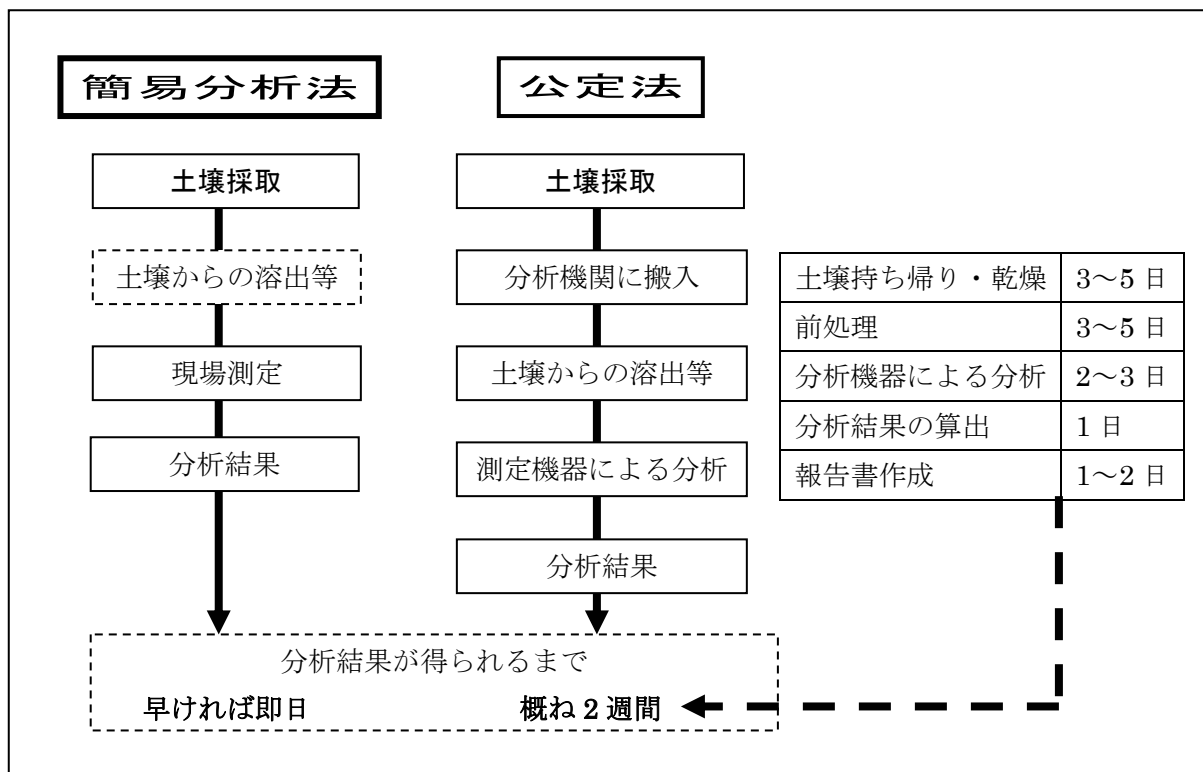 簡易分析法
公定法
土壌採取
土壌からの溶出等
現場測定
分析結果
土壌採取
分析機関に搬入
土壌からの溶出等
測定機器による分析
分析結果
土壌持ち帰り・乾燥 3～5 日
前処理 3～5 日
分析機器による分析 2～3 日
分析結果の算出 1 日
報告書作成 1～2 日
分析結果が得られるまで
早ければ即日 概ね 2 週間